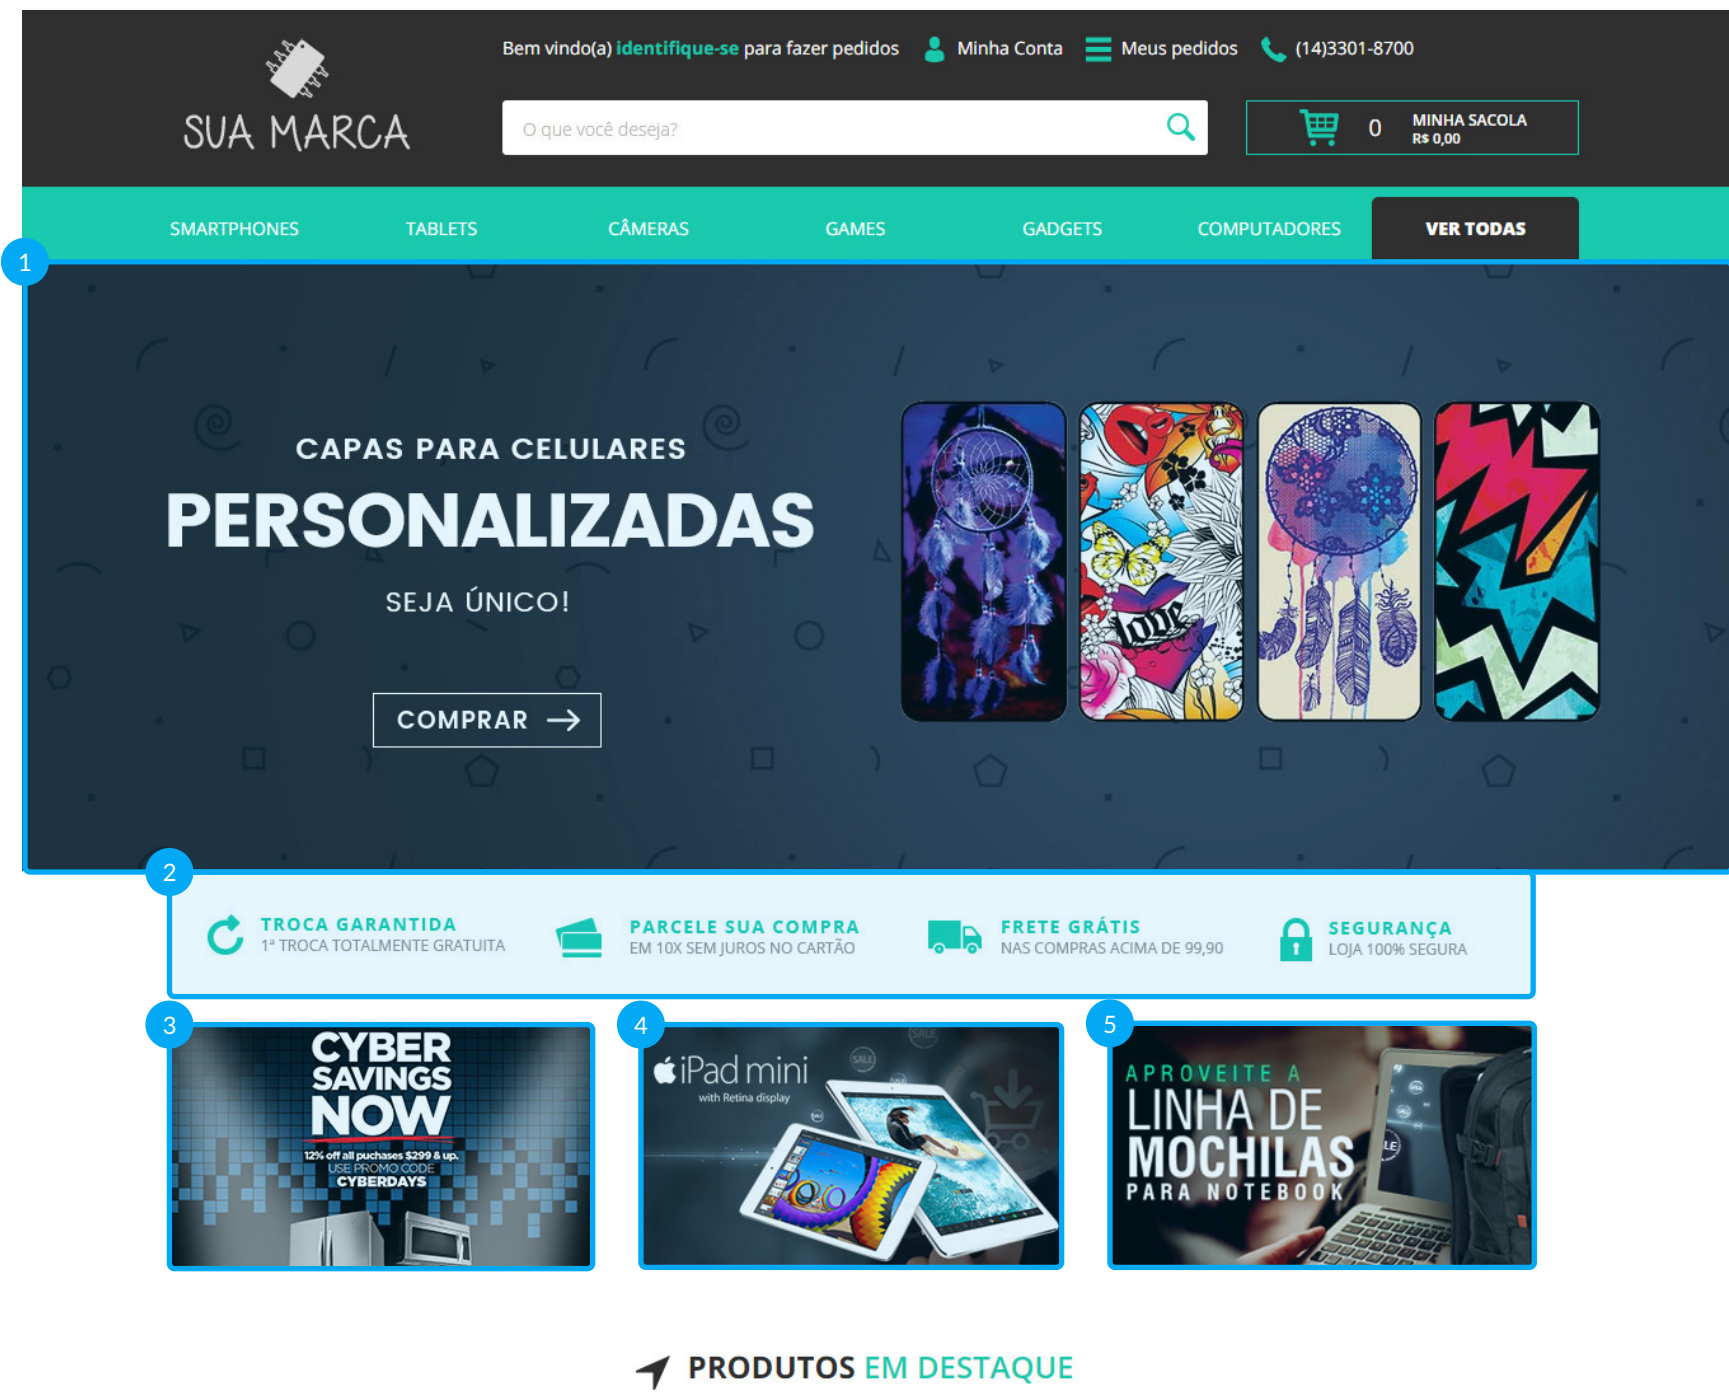 Bem vindo(a) identifique-se para fazer pedidos
Minha Conta
Meus pedidos
(14)3301-8700
SUA MARCA
O que você deseja?
0
MINHA SACOLA
R$ 0,00
SMARTPHONES
TABLETS
CÂMERAS
GAMES
GADGETS
COMPUTADORES
VER TODAS
1
CAPAS PARA CELULARES
PERSONALIZADAS
SEJA ÚNICO!
COMPRAR
love
2
TROCA GARANTIDA
1ª TROCA TOTALMENTE GRATUITA
PARCELE SUA COMPRA
EM 10X SEM JUROS NO CARTÃO
FRETE GRÁTIS
NAS COMPRAS ACIMA DE 99,90
SEGURANÇA
LOJA 100% SEGURA
3
CYBER
SAVINGS
NOW
12% off all puchases $299 & up.
USE PROMO CODE
CYBERDAYS
4
iPad mini
with Retina display
SALE
SALE
5
APROVEITE A
LINHA DE
MOCHILAS
PARA NOTEBOOK
PRODUTOS EM DESTAQUE